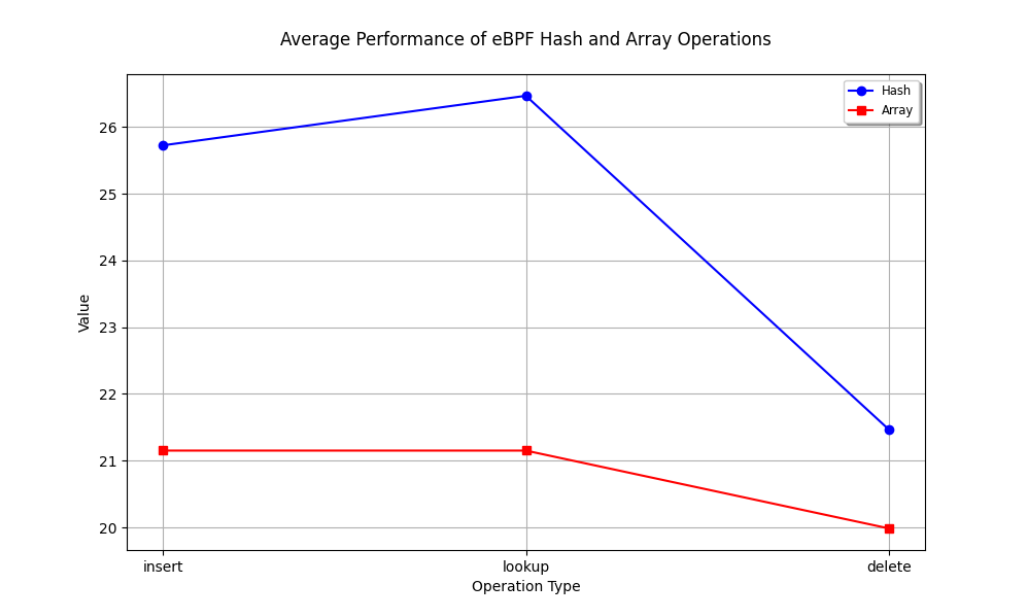 Average Performance of eBPF Hash and Array Operations
Hash
Array
26
25
24
23
22
21
20
Value
insert lookup delete
Operation Type